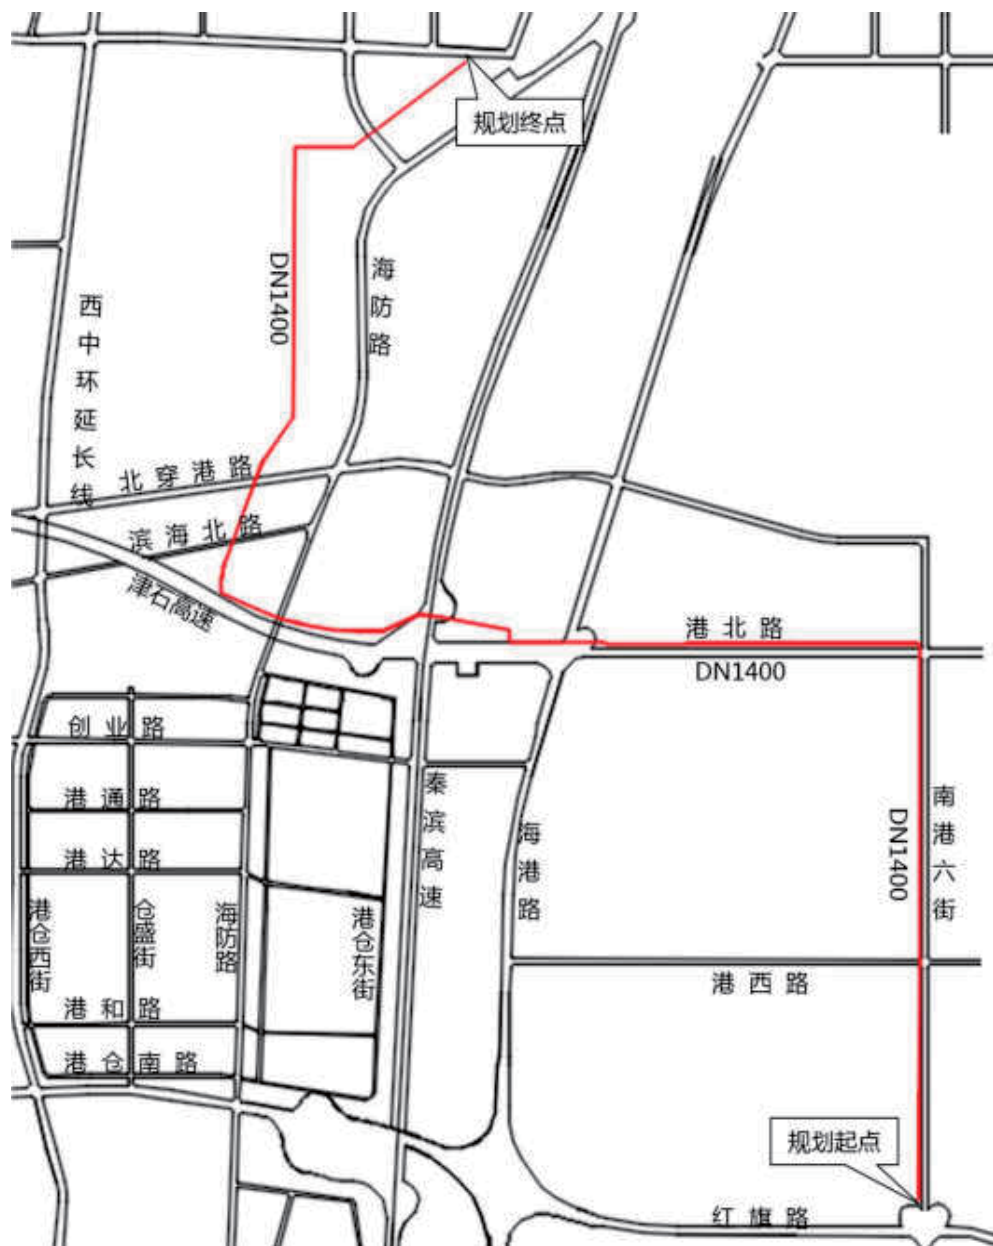 规划终点
DN1400
海防路
西中环延长线
北穿港路
滨海北路
津石高速
港北路
DN1400
创业路
港通路
秦滨高速
海港路
DN1400
南港六街
港达路
港仓西街
仓盛街
海防路
港仓东街
港西路
港和路
港仓南路
规划起点
红旗路